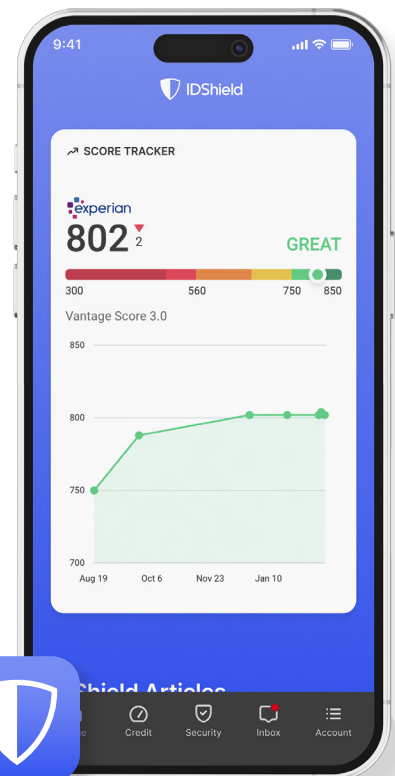 9:41
IDShield
SCORE TRACKER
experian
802 2
GREAT
300 560 750 850
Vantage Score 3.0
850
800
750
700
Aug 19 Oct 6 Nov 23 Jan 10
Articles
Credit Security Inbox Account